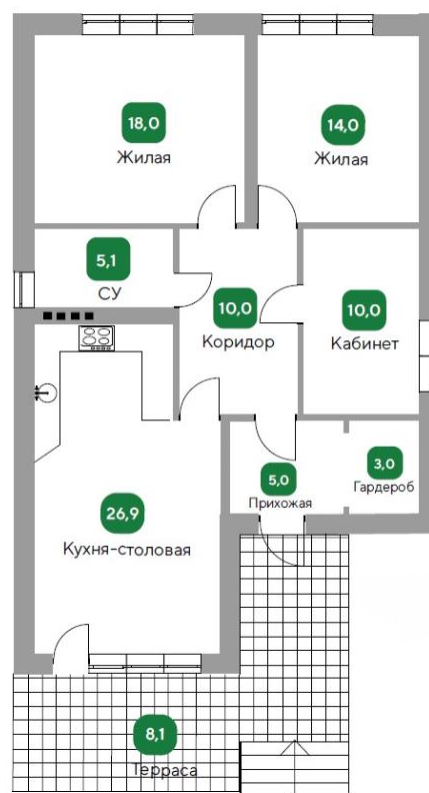 18,0
Жилая
14,0
Жилая
5,1
СУ
10,0
Коридор
10,0
Кабинет
5,0
Прихожая
3,0
Гардероб
26,9
Кухня-столовая
8,1
Терраса